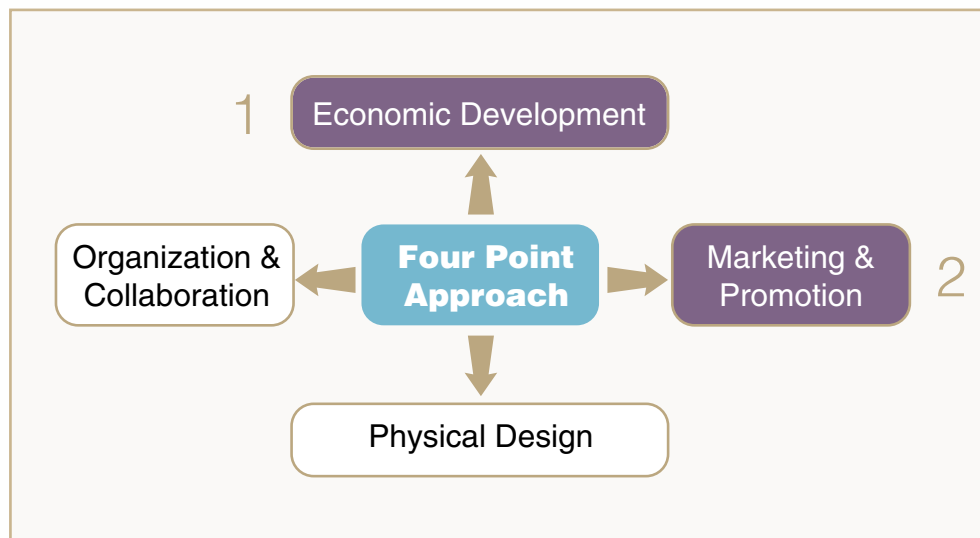 1
Economic Development
Organization &
Collaboration
Four Point
Approach
Marketing &
Promotion
2
Physical Design